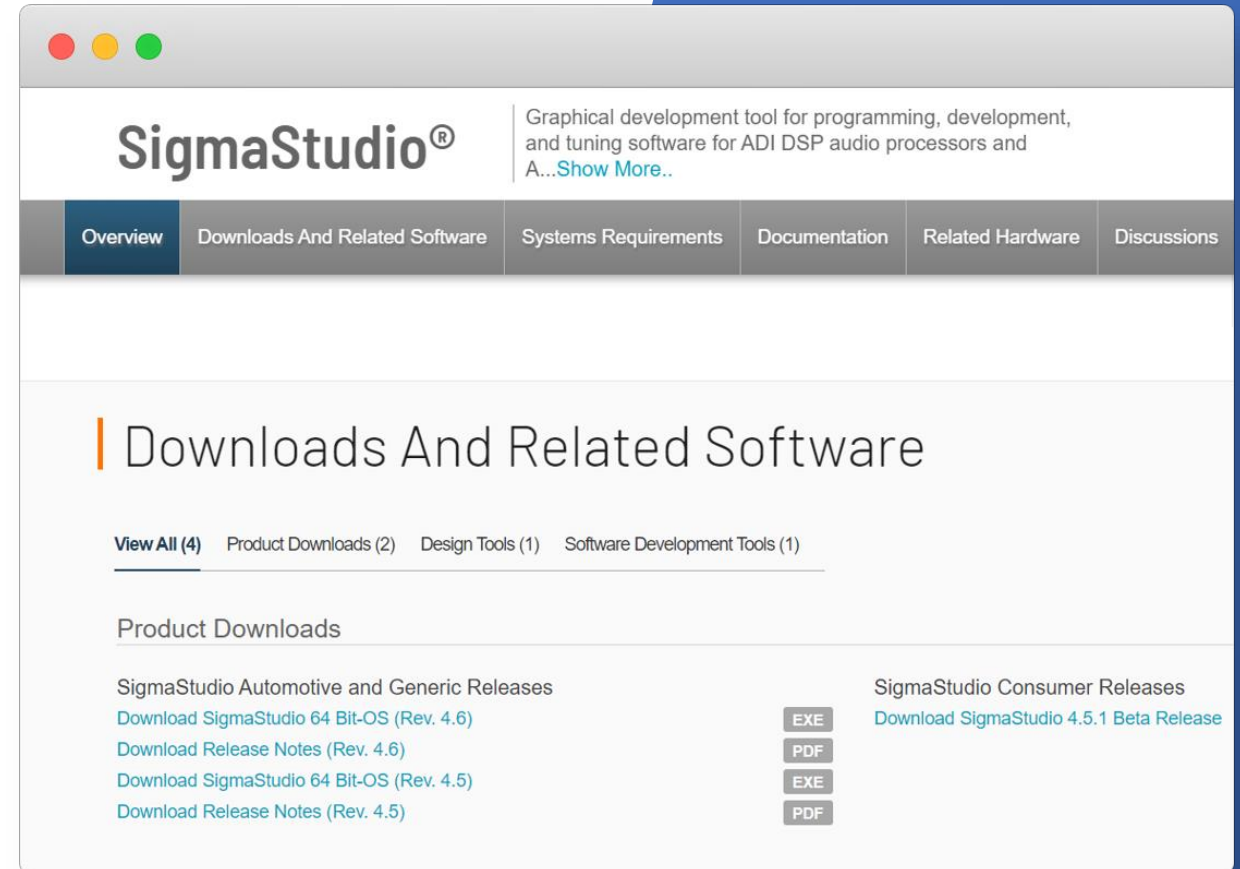 SigmaStudio®
Graphical development tool for programming, development,
and tuning software for ADI DSP audio processors and
A...Show More..
Overview Downloads And Related Software Systems Requirements Documentation Related Hardware Discussions
Downloads And Related Software
View All (4) Product Downloads (2) Design Tools (1) Software Development Tools (1)
Product Downloads
SigmaStudio Automotive and Generic Releases
Download SigmaStudio 64 Bit-OS (Rev. 4.6) EXE
Download Release Notes (Rev. 4.6) PDF
Download SigmaStudio 64 Bit-OS (Rev. 4.5) EXE
Download Release Notes (Rev. 4.5) PDF
SigmaStudio Consumer Releases
Download SigmaStudio 4.5.1 Beta Release